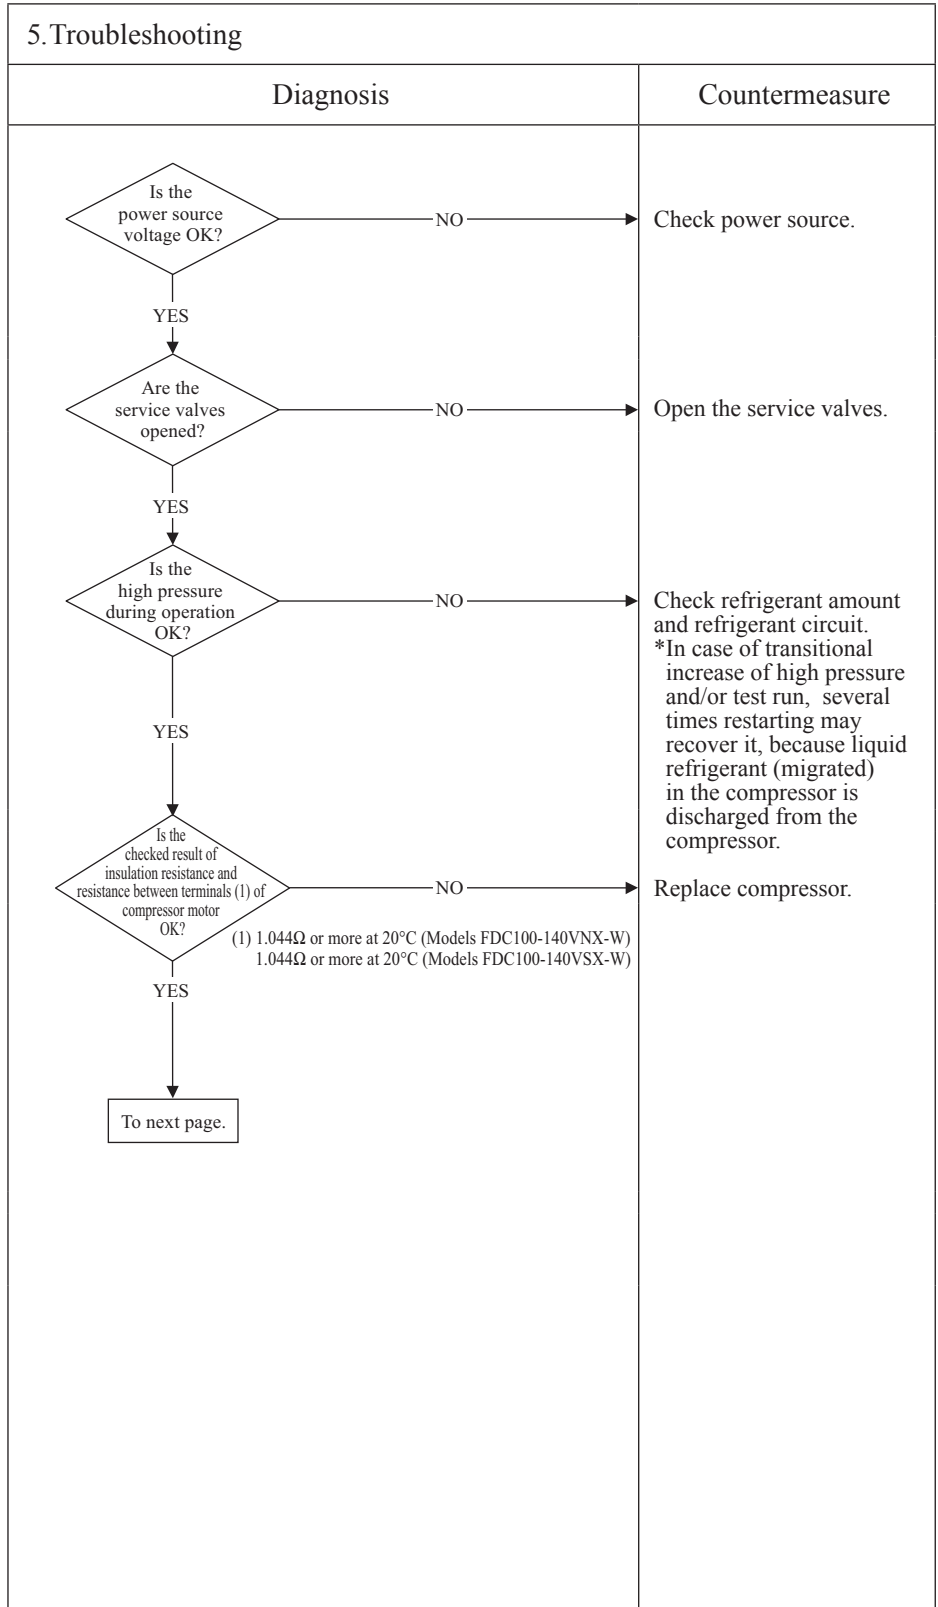 5.Troubleshooting
Diagnosis
Countermeasure
Is the
power source
voltage OK?
NO
Check power source.
YES
Are the
service valves
opened?
NO
Open the service valves.
YES
Is the
high pressure
during operation
OK?
NO
Check refrigerant amount
and refrigerant circuit.
*In case of transitional
increase of high pressure
and/or test run, several
times restarting may
recover it, because liquid
refrigerant (migrated)
in the compressor is
discharged from the
compressor.
YES
Is the
checked result of
insulation resistance and
resistance between terminals (1) of
compressor motor
OK?
NO
Replace compressor.
(1) 1.044Ω or more at 20°C (Models FDC100-140VNX-W)
1.044Ω or more at 20°C (Models FDC100-140VSX-W)
YES
To next page.